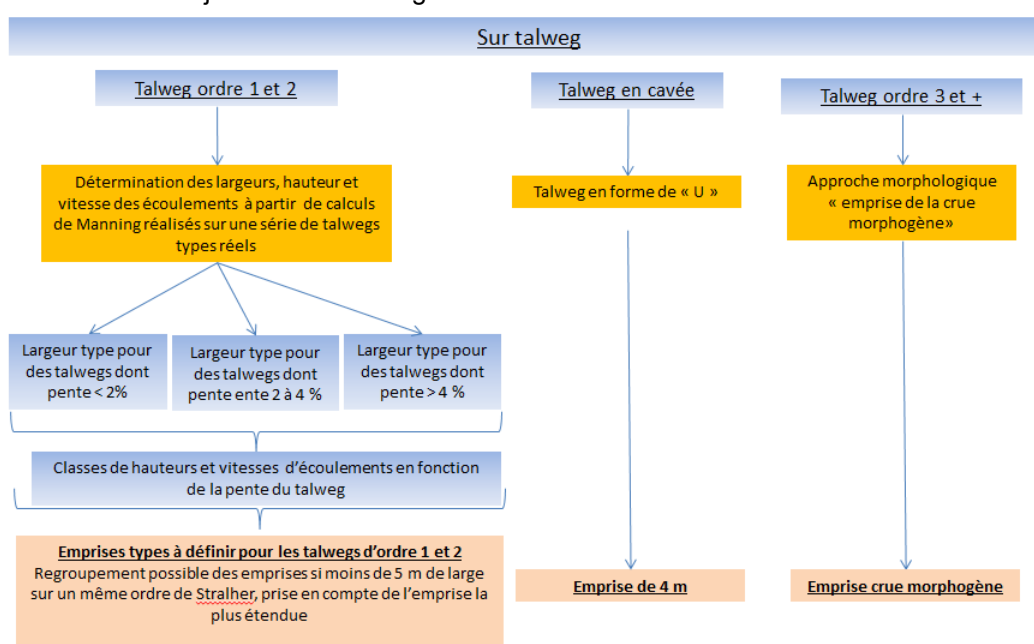 Sur talweg
Talweg ordre 1 et 2
Talweg en cavée
Talweg ordre 3 et +
Détermination des largeurs, hauteur et
vitesse des écoulements à partir de calculs
de Manning réalisés sur une série de talwegs
types réels
Talweg en forme de « U »
Approche morphologique
« emprise de la crue
morphogène»
Largeur type pour
des talwegs dont
pente < 2%
Largeur type pour
des talwegs dont
pente ente 2 à 4 %
Largeur type pour
des talwegs dont
pente > 4 %
Classes de hauteurs et vitesses d'écoulements en fonction
de la pente du talweg
Emprises types à définir pour les talwegs d'ordre 1 et 2
Regroupement possible des emprises si moins de 5 m de large
sur un même ordre de Stralher, prise en compte de l'emprise la
plus étendue
Emprise de 4 m
Emprise crue morphogène